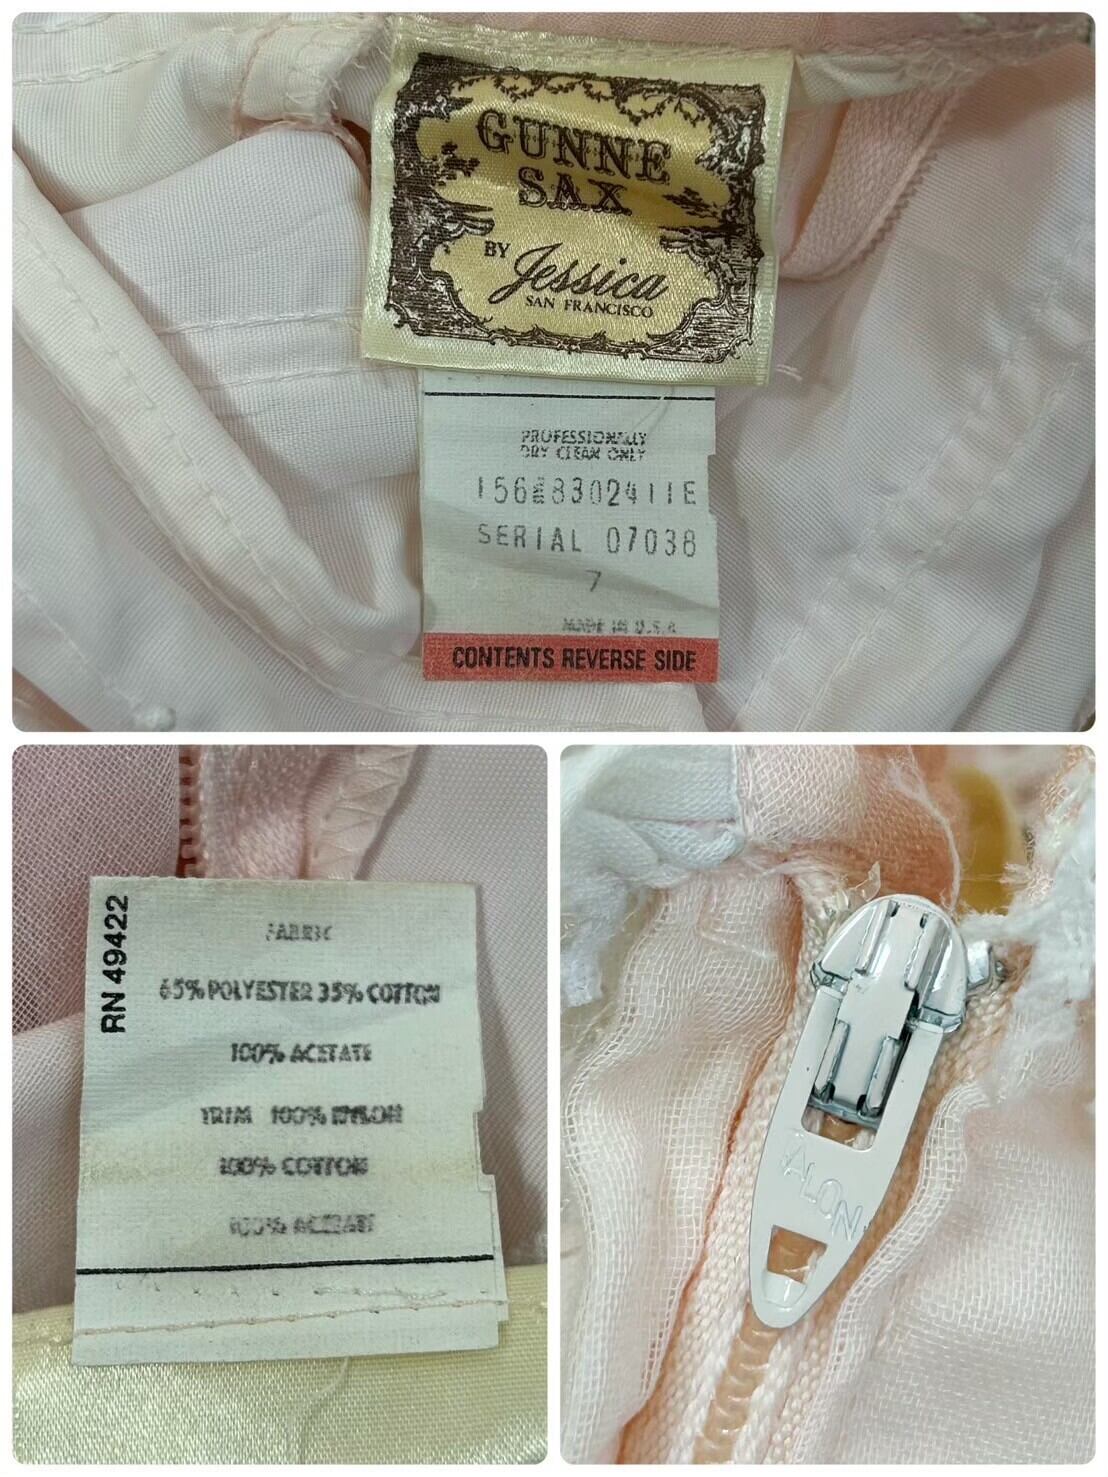 GUNNE
SAX
BY Jessica
SAN FRANCISCO
PROFESSIONALLY
DRY CLEAN ONLY
156 8302411E
SERIAL 07038
7
MADE IN U.S.A
CONTENTS REVERSE SIDE
RN 49422
FABRIC
65% POLYESTER 35% COTTON
100% ACETATE
TRIM 100% NYLON
100% COTTON
100% ACETATE
TALON